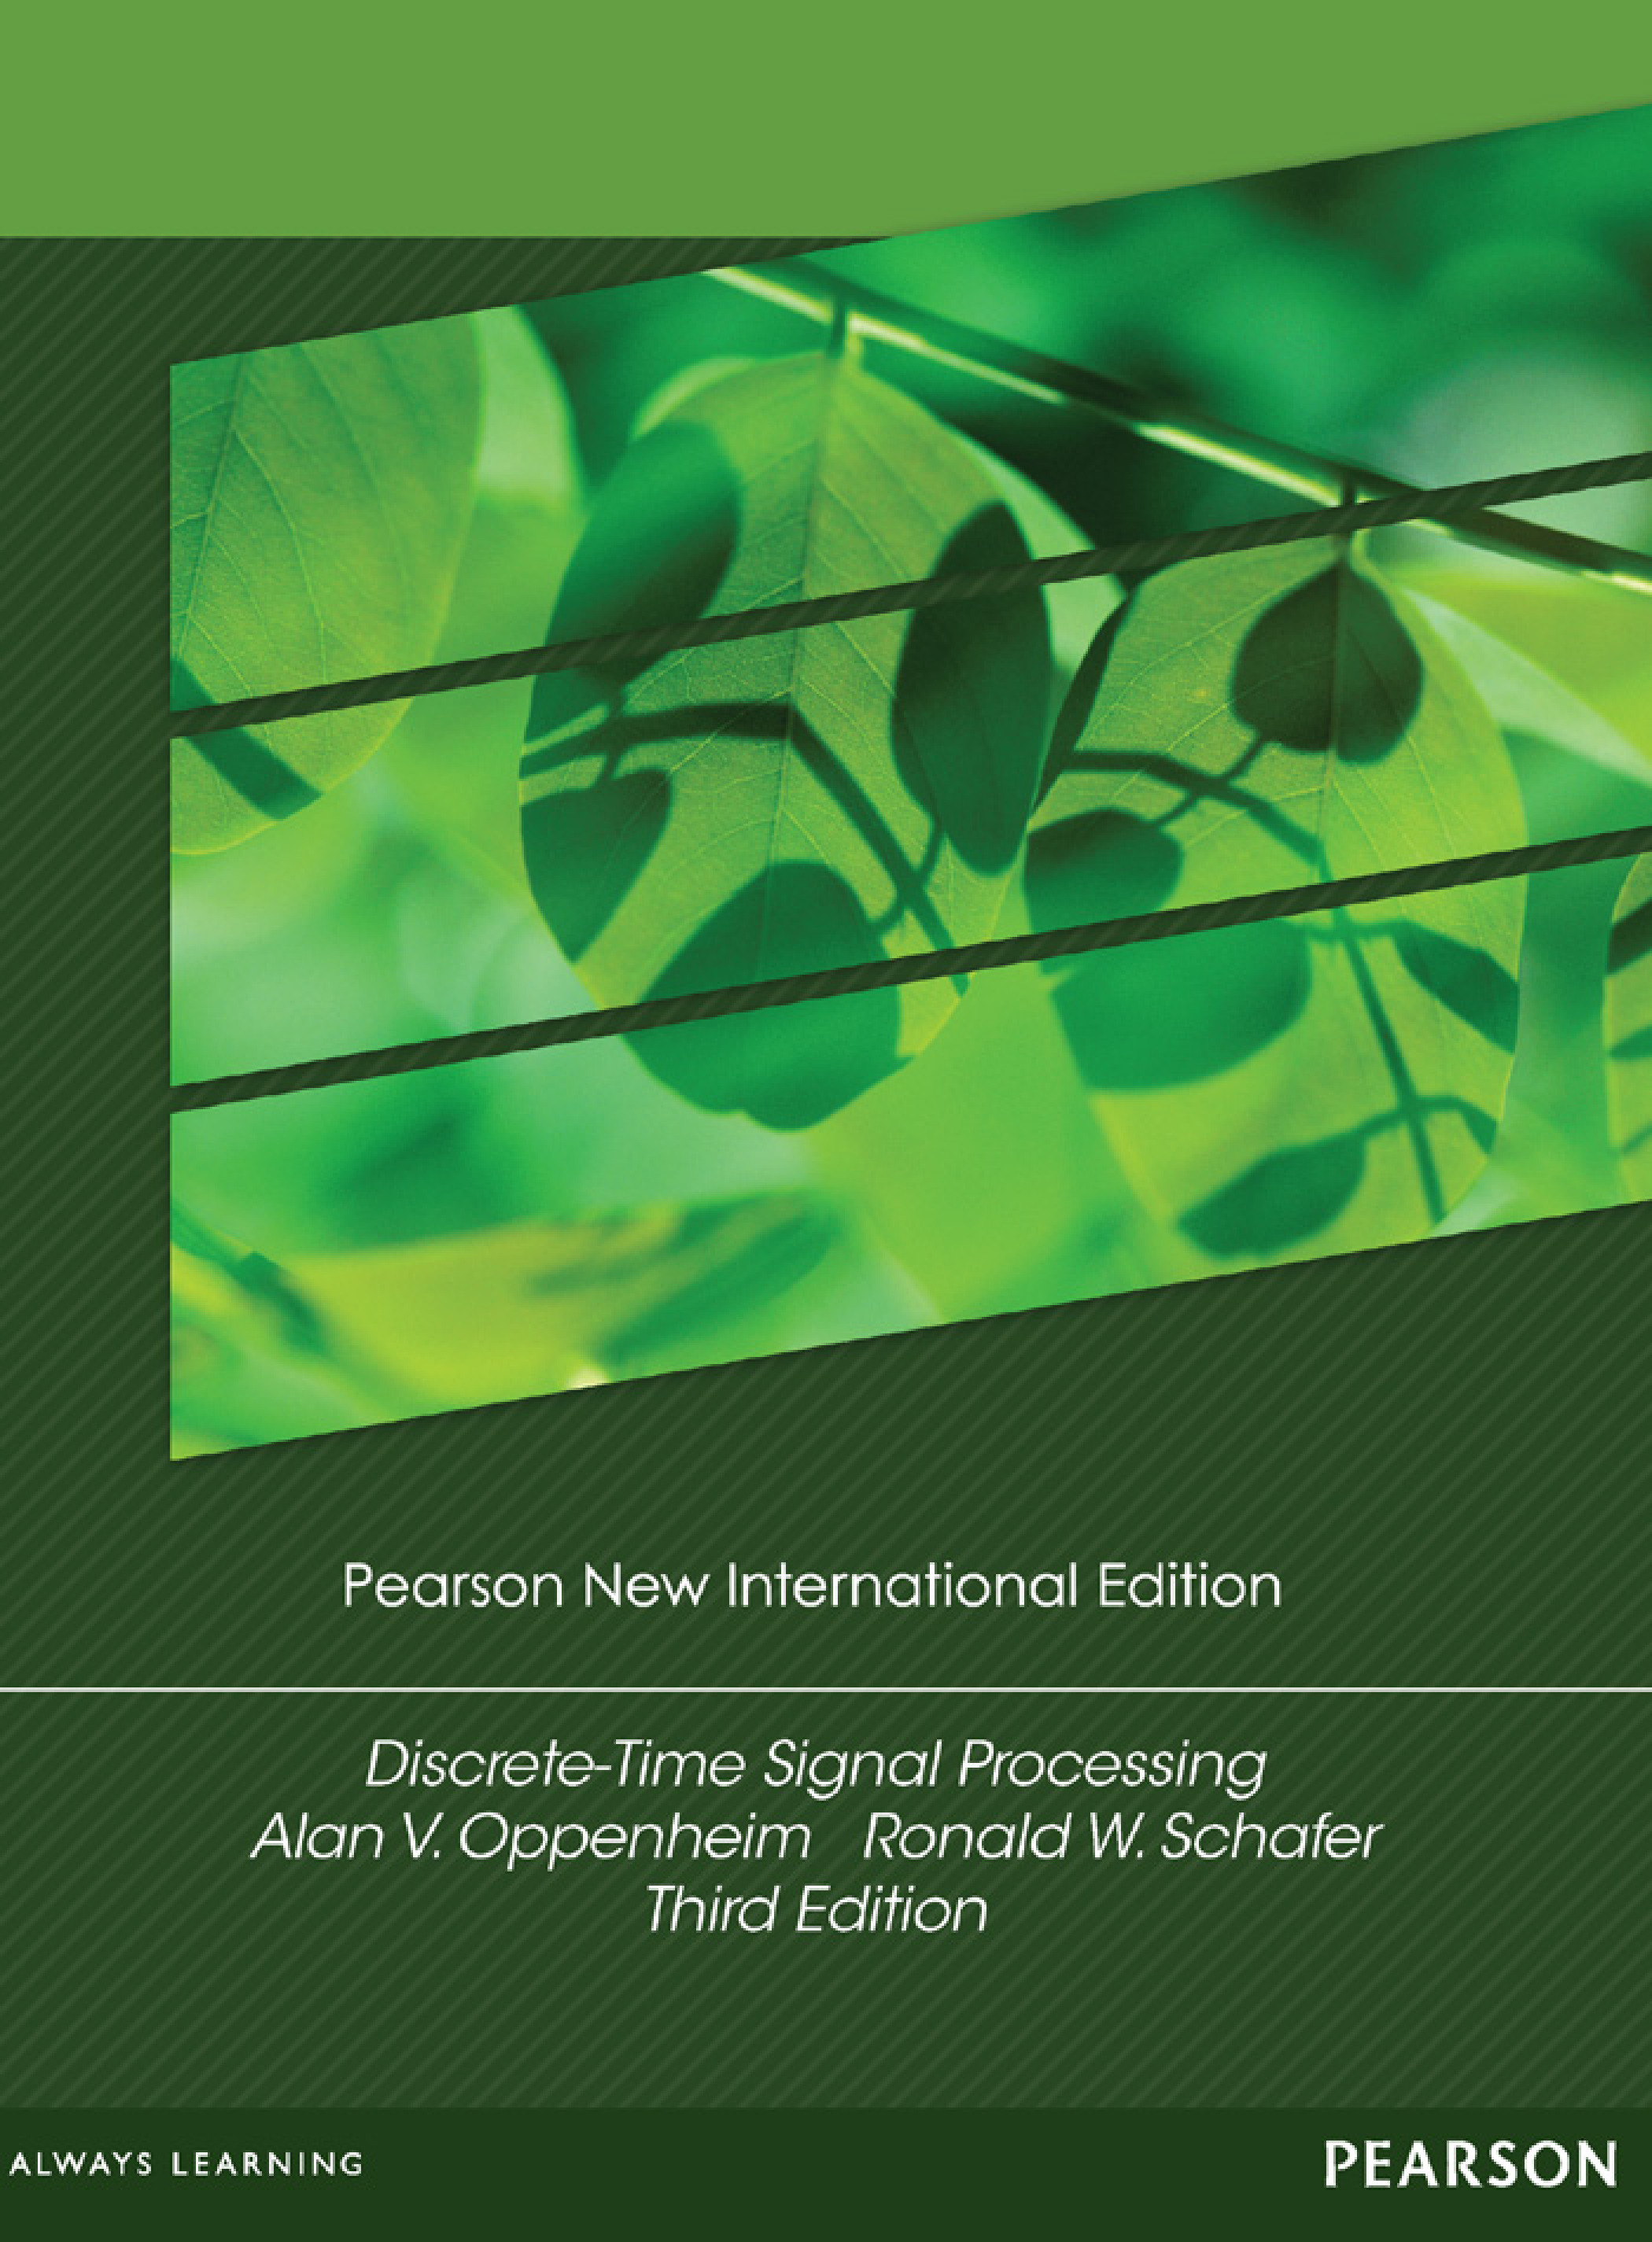 Pearson New International Edition
Discrete-Time Signal Processing
Alan V. Oppenheim Ronald W. Schafer
Third Edition
ALWAYS LEARNING
PEARSON